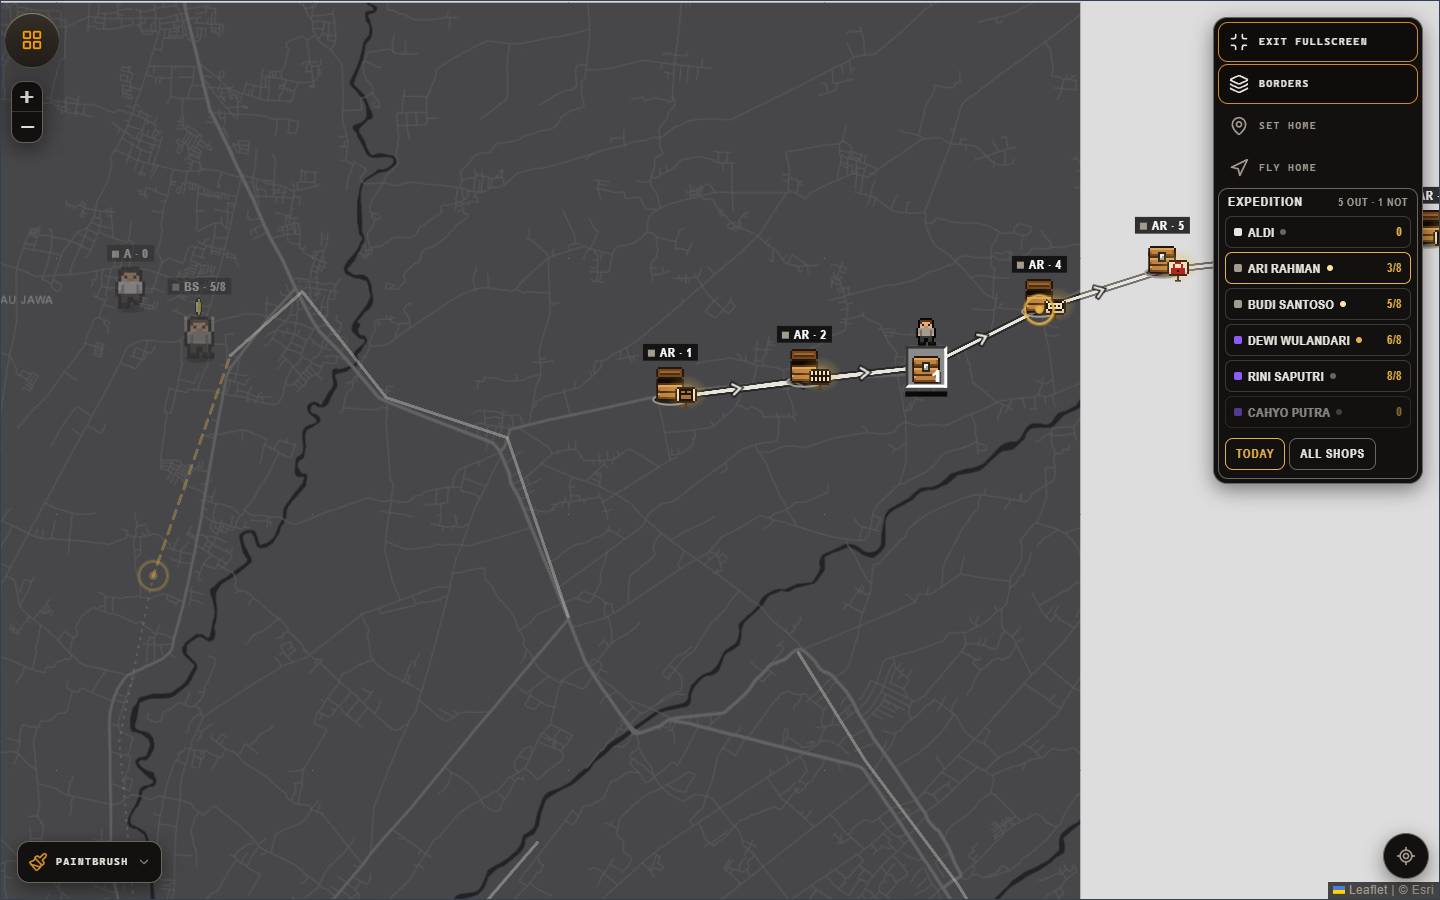 EXIT FULLSCREEN
BORDERS
SET HOME
FLY HOME
EXPEDITION 5 OUT · 1 NOT
ALDI 0
ARI RAHMAN 3/8
BUDI SANTOSO 5/8
DEWI WULANDARI 6/8
RINI SAPUTRI 8/8
CAHYO PUTRA 0
TODAY ALL SHOPS
+
−
A · 0
BS · 5/8
AU JAWA
AR · 1
AR · 2
1
AR · 4
AR · 5
AR ·
PAINTBRUSH
Leaflet | © Esri